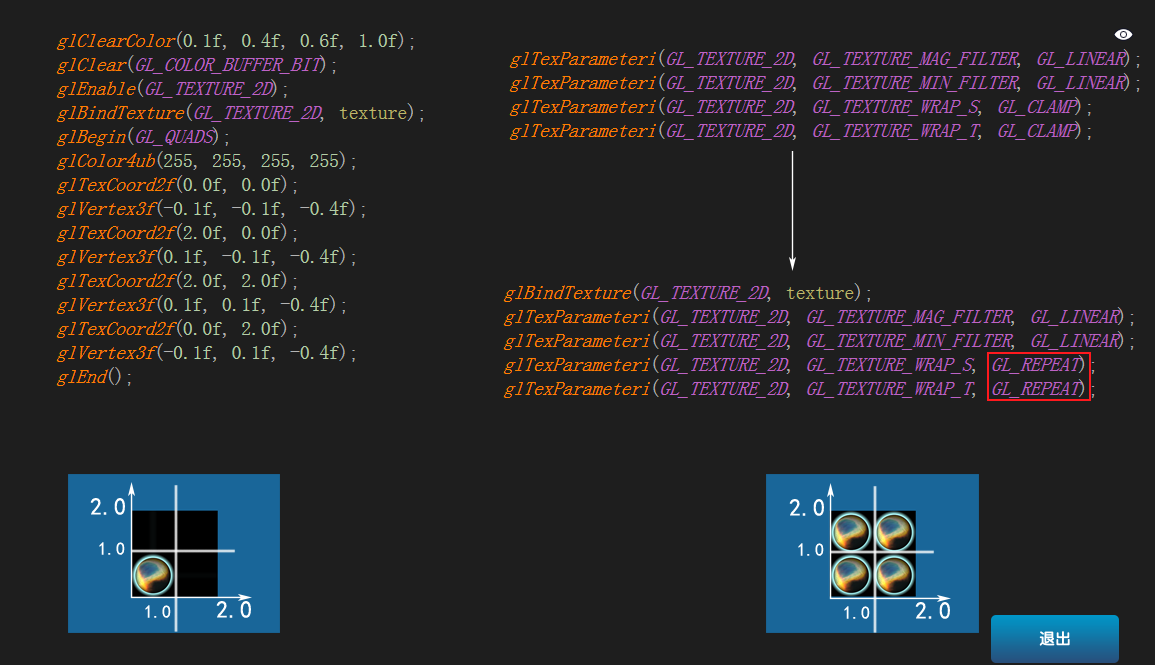 glClearColor(0.1f, 0.4f, 0.6f, 1.0f);
glClear(GL_COLOR_BUFFER_BIT);
glEnable(GL_TEXTURE_2D);
glBindTexture(GL_TEXTURE_2D, texture);
glBegin(GL_QUADS);
glColor4ub(255, 255, 255, 255);
glTexCoord2f(0.0f, 0.0f);
glVertex3f(-0.1f, -0.1f, -0.4f);
glTexCoord2f(2.0f, 0.0f);
glVertex3f(0.1f, -0.1f, -0.4f);
glTexCoord2f(2.0f, 2.0f);
glVertex3f(0.1f, 0.1f, -0.4f);
glTexCoord2f(0.0f, 2.0f);
glVertex3f(-0.1f, 0.1f, -0.4f);
glEnd();
glTexParameteri(GL_TEXTURE_2D, GL_TEXTURE_MAG_FILTER, GL_LINEAR);
glTexParameteri(GL_TEXTURE_2D, GL_TEXTURE_MIN_FILTER, GL_LINEAR);
glTexParameteri(GL_TEXTURE_2D, GL_TEXTURE_WRAP_S, GL_CLAMP);
glTexParameteri(GL_TEXTURE_2D, GL_TEXTURE_WRAP_T, GL_CLAMP);
glBindTexture(GL_TEXTURE_2D, texture);
glTexParameteri(GL_TEXTURE_2D, GL_TEXTURE_MAG_FILTER, GL_LINEAR);
glTexParameteri(GL_TEXTURE_2D, GL_TEXTURE_MIN_FILTER, GL_LINEAR);
glTexParameteri(GL_TEXTURE_2D, GL_TEXTURE_WRAP_S, GL_REPEAT);
glTexParameteri(GL_TEXTURE_2D, GL_TEXTURE_WRAP_T, GL_REPEAT);
2.0
1.0
1.0
2.0
2.0
1.0
1.0
2.0
退出